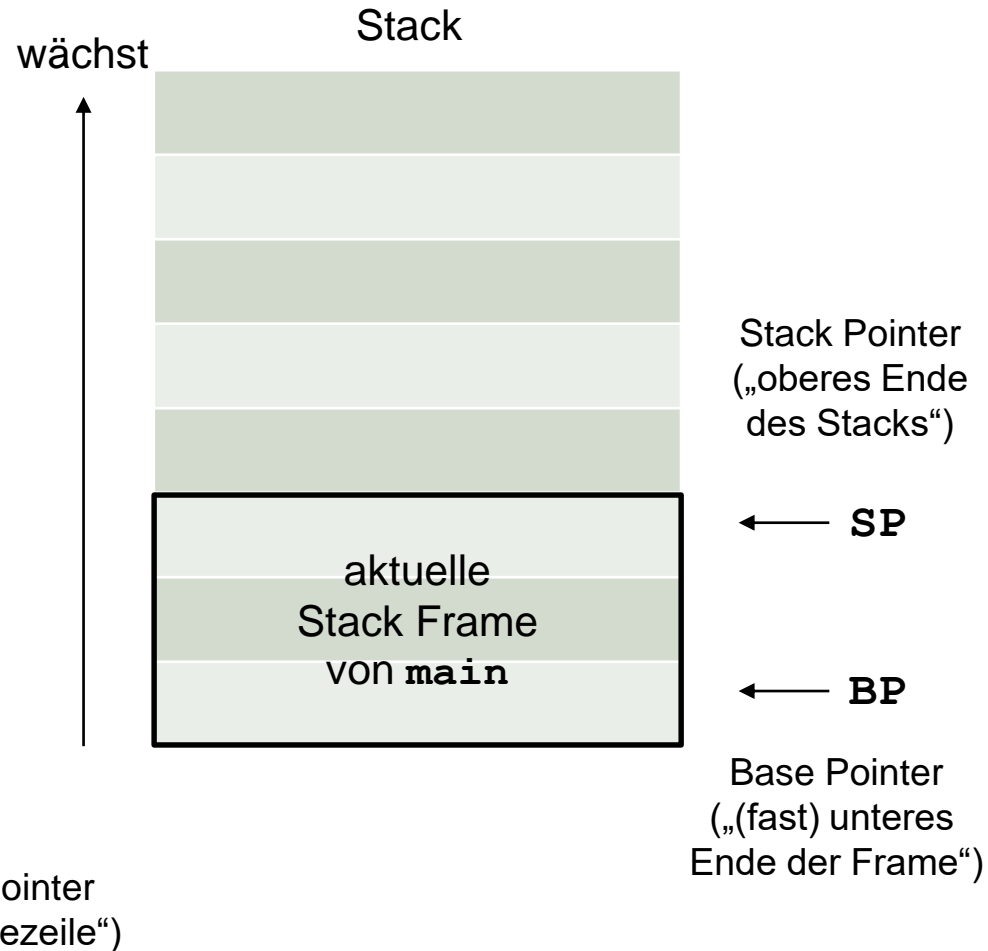 Stack
wächst
Stack Pointer
(„oberes Ende
des Stacks“)
SP
aktuelle
Stack Frame
von main
BP
Base Pointer
(„(fast) unteres
Ende der Frame“)
ointer
ezeile“)